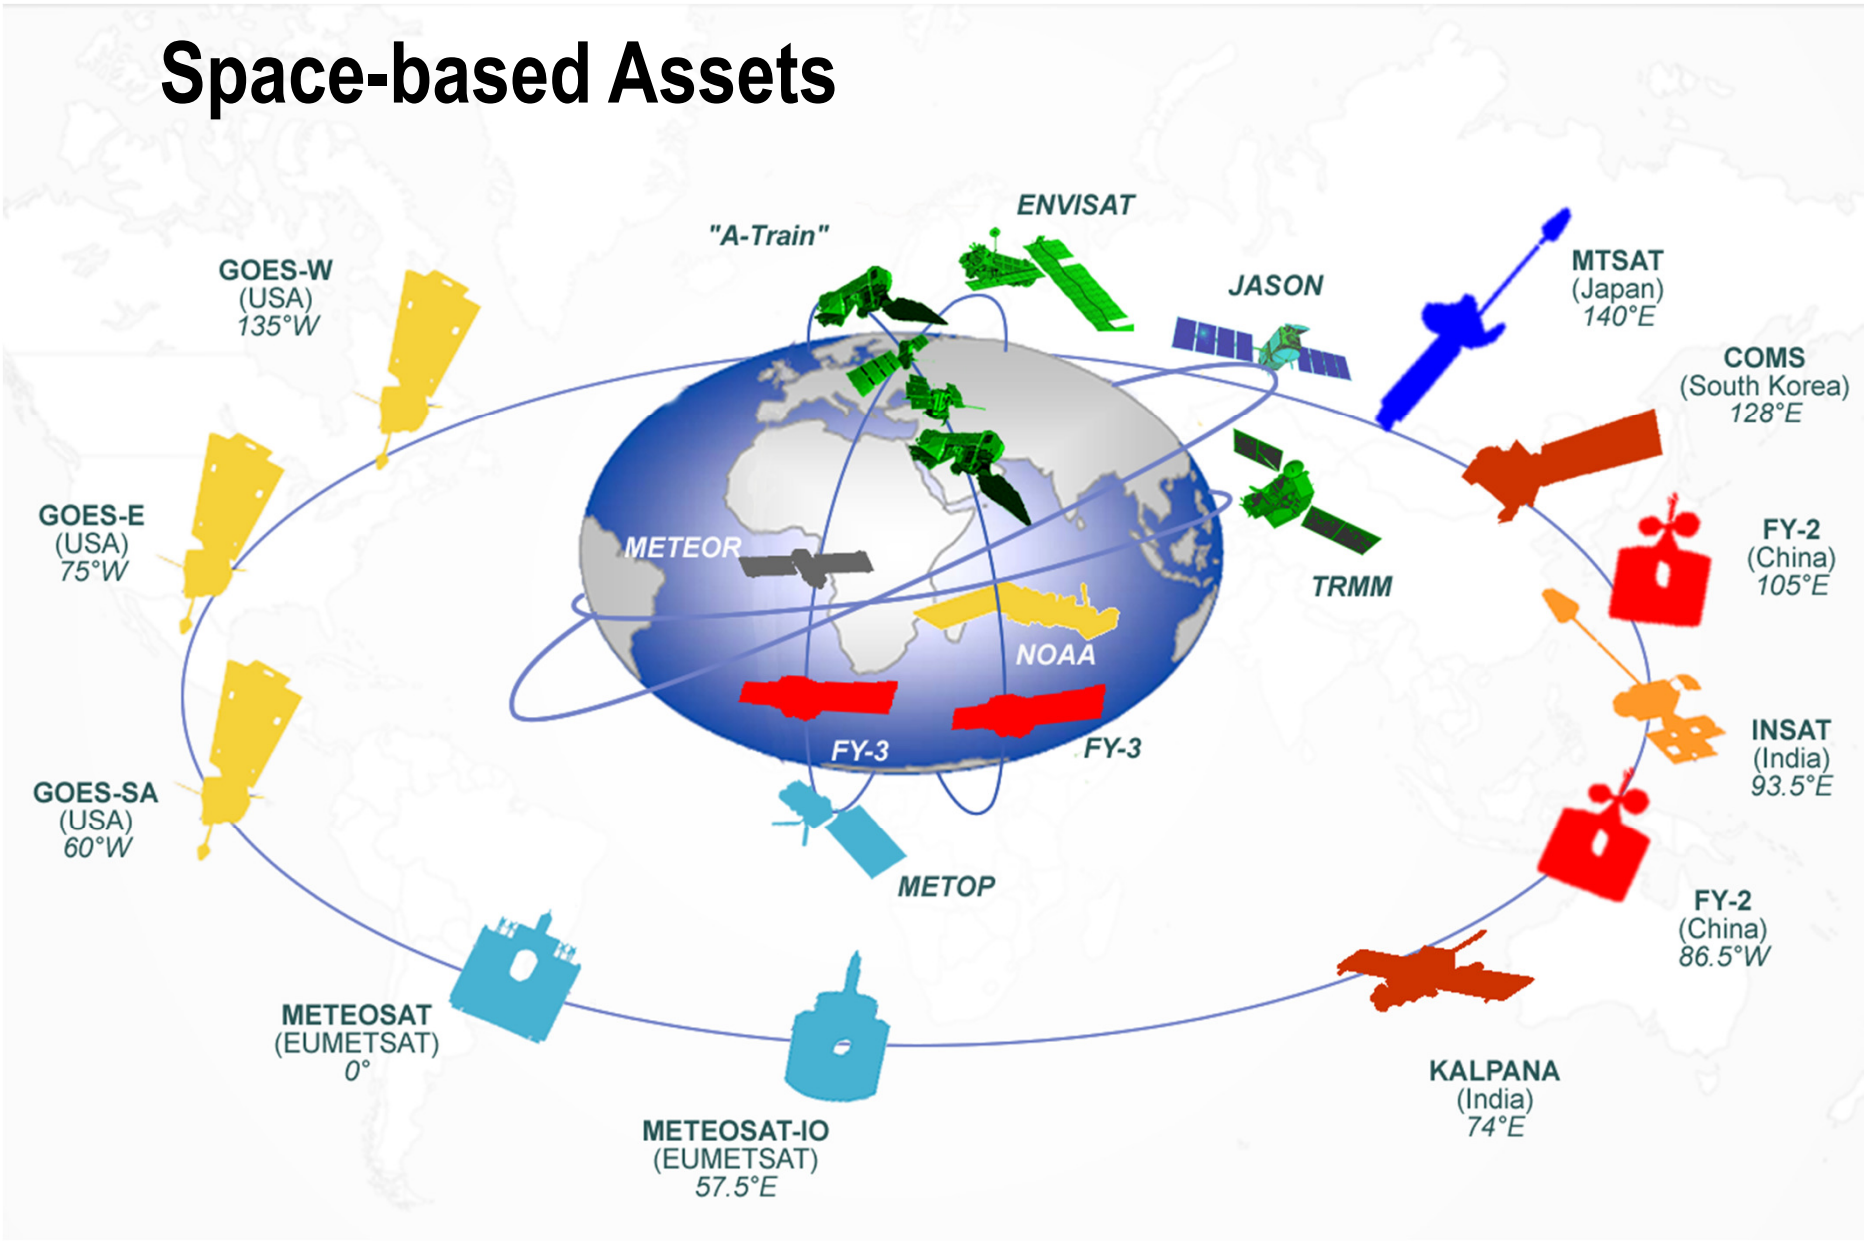 Space-based Assets
ENVISAT
"A-Train"
GOES-W
(USA)
135°W
JASON
MTSAT
(Japan)
140°E
COMS
(South Korea)
128°E
GOES-E
(USA)
75°W
METEOR
FY-2
(China)
105°E
TRMM
NOAA
FY-3
FY-3
INSAT
(India)
93.5°E
GOES-SA
(USA)
60°W
METOP
FY-2
(China)
86.5°W
METEOSAT
(EUMETSAT)
0°
KALPANA
(India)
74°E
METEOSAT-IO
(EUMETSAT)
57.5°E